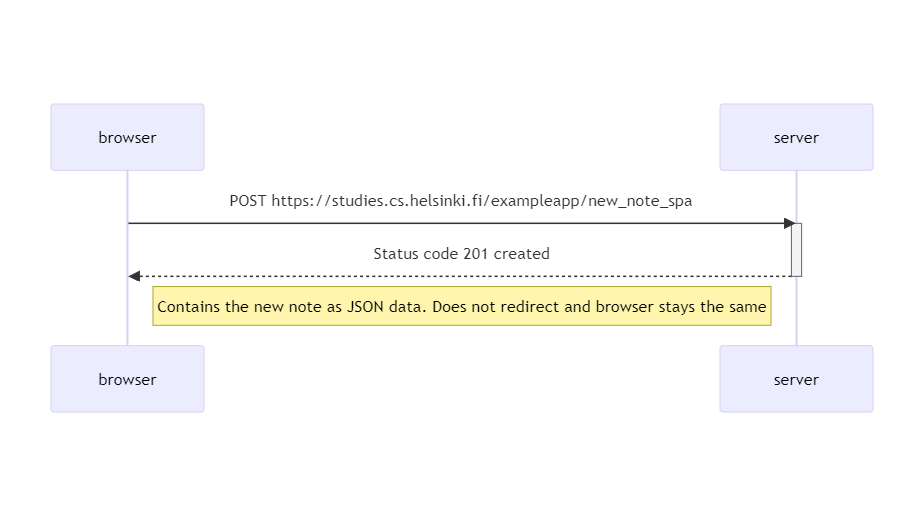 browser
server
POST https://studies.cs.helsinki.fi/exampleapp/new_note_spa
Status code 201 created
Contains the new note as JSON data. Does not redirect and browser stays the same
browser
server